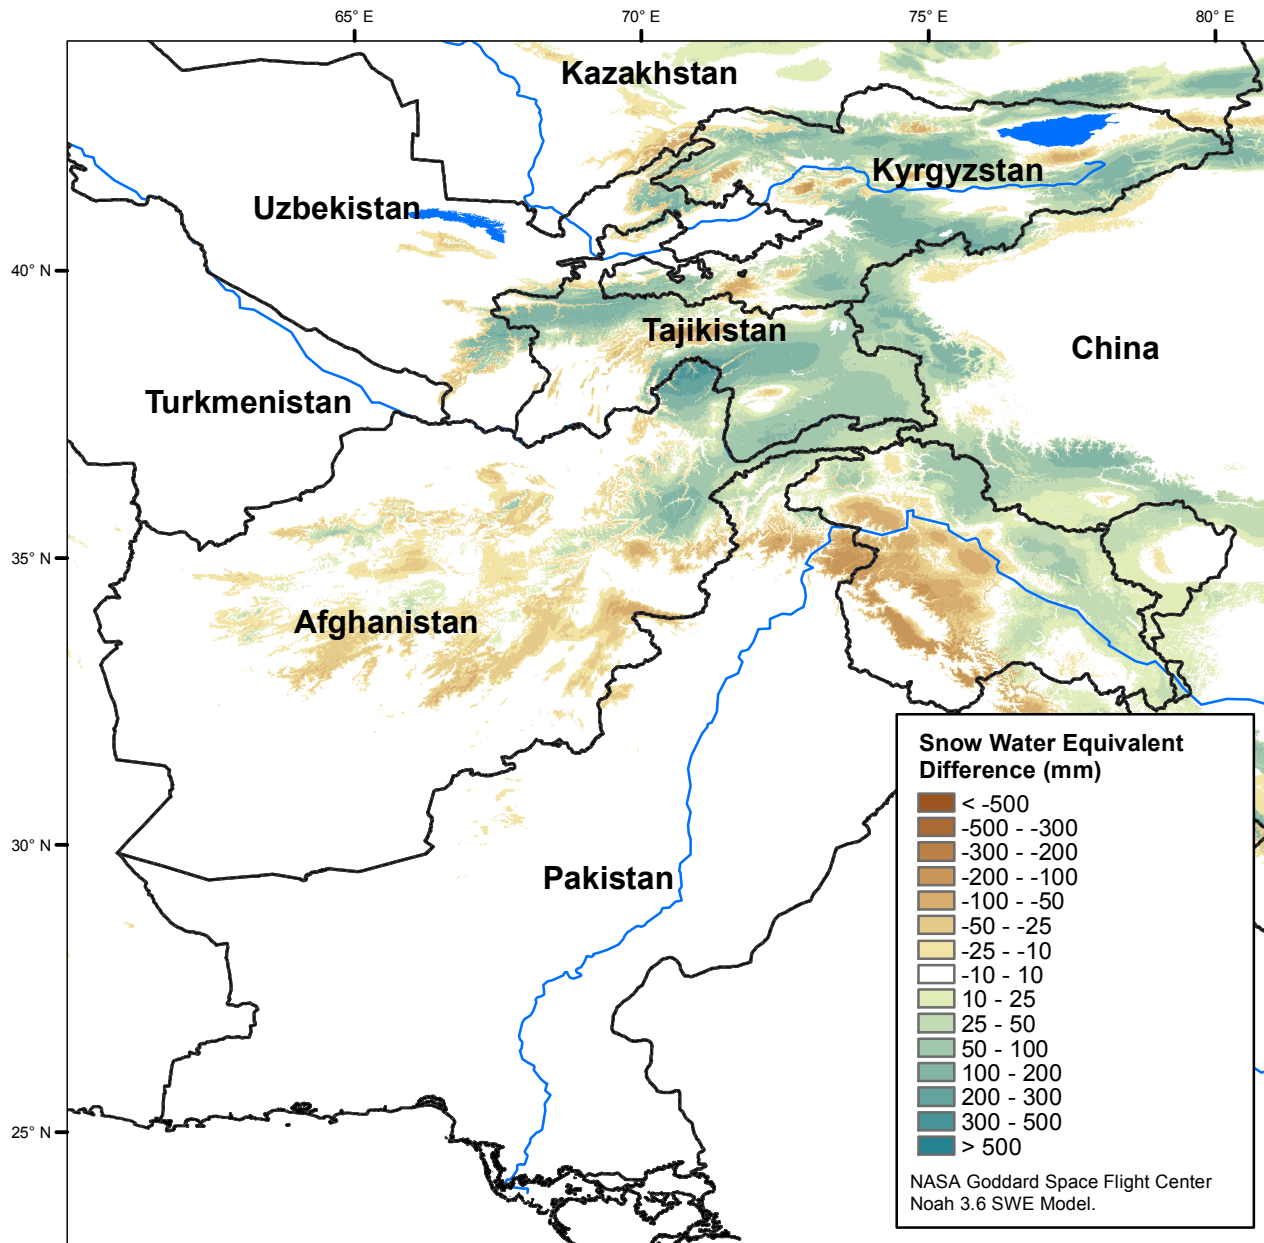 65° E
70° E
75° E
80° E
Kazakhstan
Kyrgyzstan
Uzbekistan
40° N
Tajikistan
China
Turkmenistan
35° N
Afghanistan
Snow Water Equivalent
Difference (mm)
< -500
-500 - -300
-300 - -200
-200 - -100
-100 - -50
-50 - -25
-25 - -10
-10 - 10
10 - 25
25 - 50
50 - 100
100 - 200
200 - 300
300 - 500
> 500
30° N
Pakistan
25° N
NASA Goddard Space Flight Center
Noah 3.6 SWE Model.